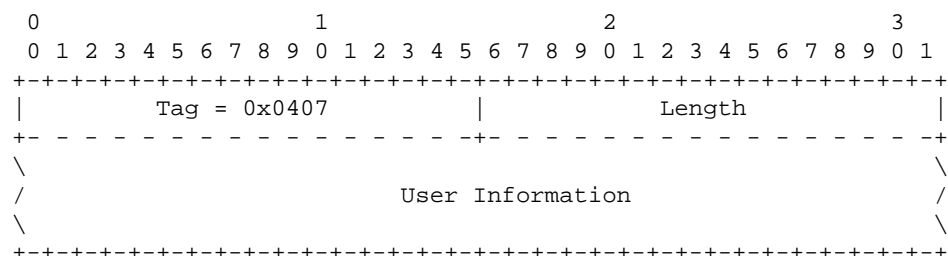 0                   1                   2                   3
 0 1 2 3 4 5 6 7 8 9 0 1 2 3 4 5 6 7 8 9 0 1 2 3 4 5 6 7 8 9 0 1
+-+-+-+-+-+-+-+-+-+-+-+-+-+-+-+-+-+-+-+-+-+-+-+-+-+-+-+-+-+-+-+-+
|         Tag = 0x0407          |            Length             |
+- - - - - - - - - - - - - - - -+- - - - - - - - - - - - - - - -+
\                                                               \
/                          User Information                     /
\                                                               \
+-+-+-+-+-+-+-+-+-+-+-+-+-+-+-+-+-+-+-+-+-+-+-+-+-+-+-+-+-+-+-+-+